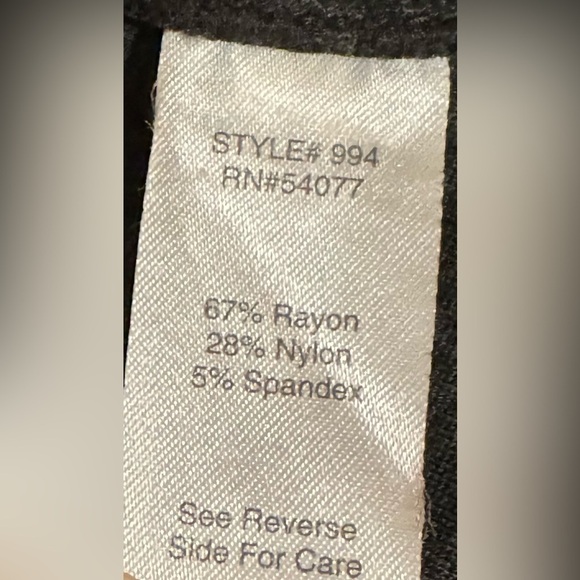 STYLE# 994
RN#54077
67% Rayon
28% Nylon
5% Spandex
See Reverse
Side For Care